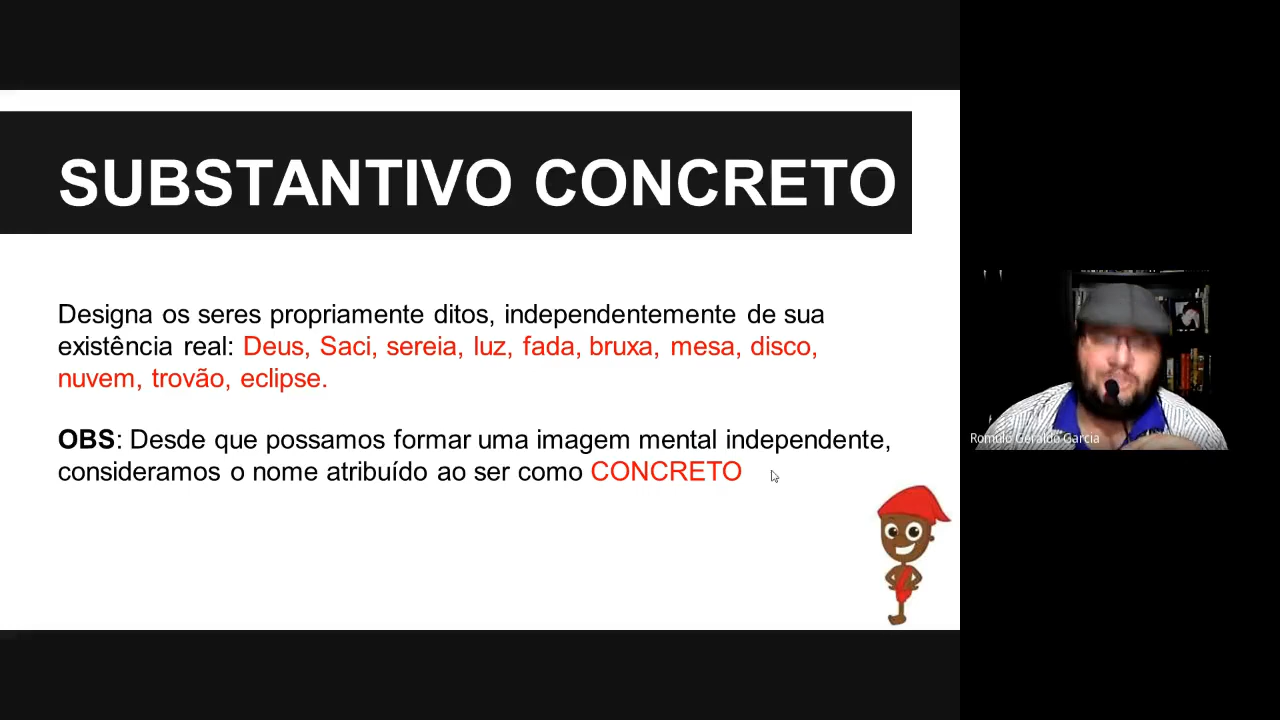 SUBSTANTIVO CONCRETO
Designa os seres propriamente ditos, independentemente de sua
existência real: Deus, Saci, sereia, luz, fada, bruxa, mesa, disco,
nuvem, trovão, eclipse.
OBS: Desde que possamos formar uma imagem mental independente,
consideramos o nome atribuído ao ser como CONCRETO
Romulo Geraldo Garcia